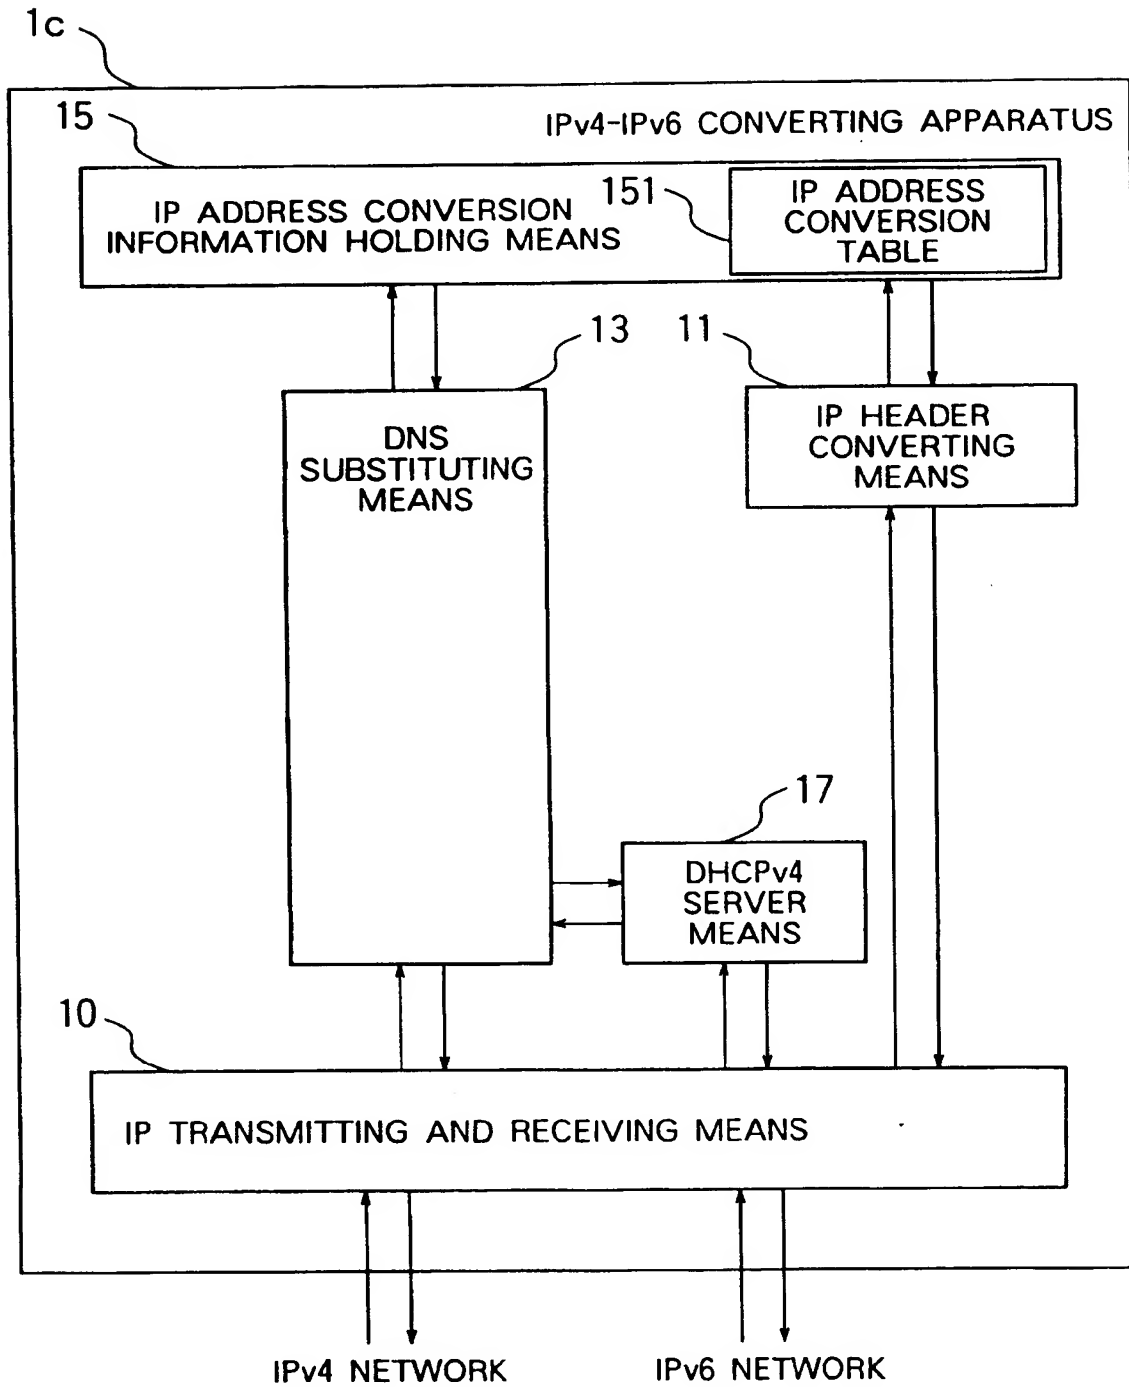 1c
IPv4-IPv6 CONVERTING APPARATUS
15
IP ADDRESS CONVERSION
INFORMATION HOLDING MEANS
151
IP ADDRESS
CONVERSION
TABLE
13
11
DNS
SUBSTITUTING
MEANS
IP HEADER
CONVERTING
MEANS
17
DHCPv4
SERVER
MEANS
10
IP TRANSMITTING AND RECEIVING MEANS
IPv4 NETWORK
IPv6 NETWORK